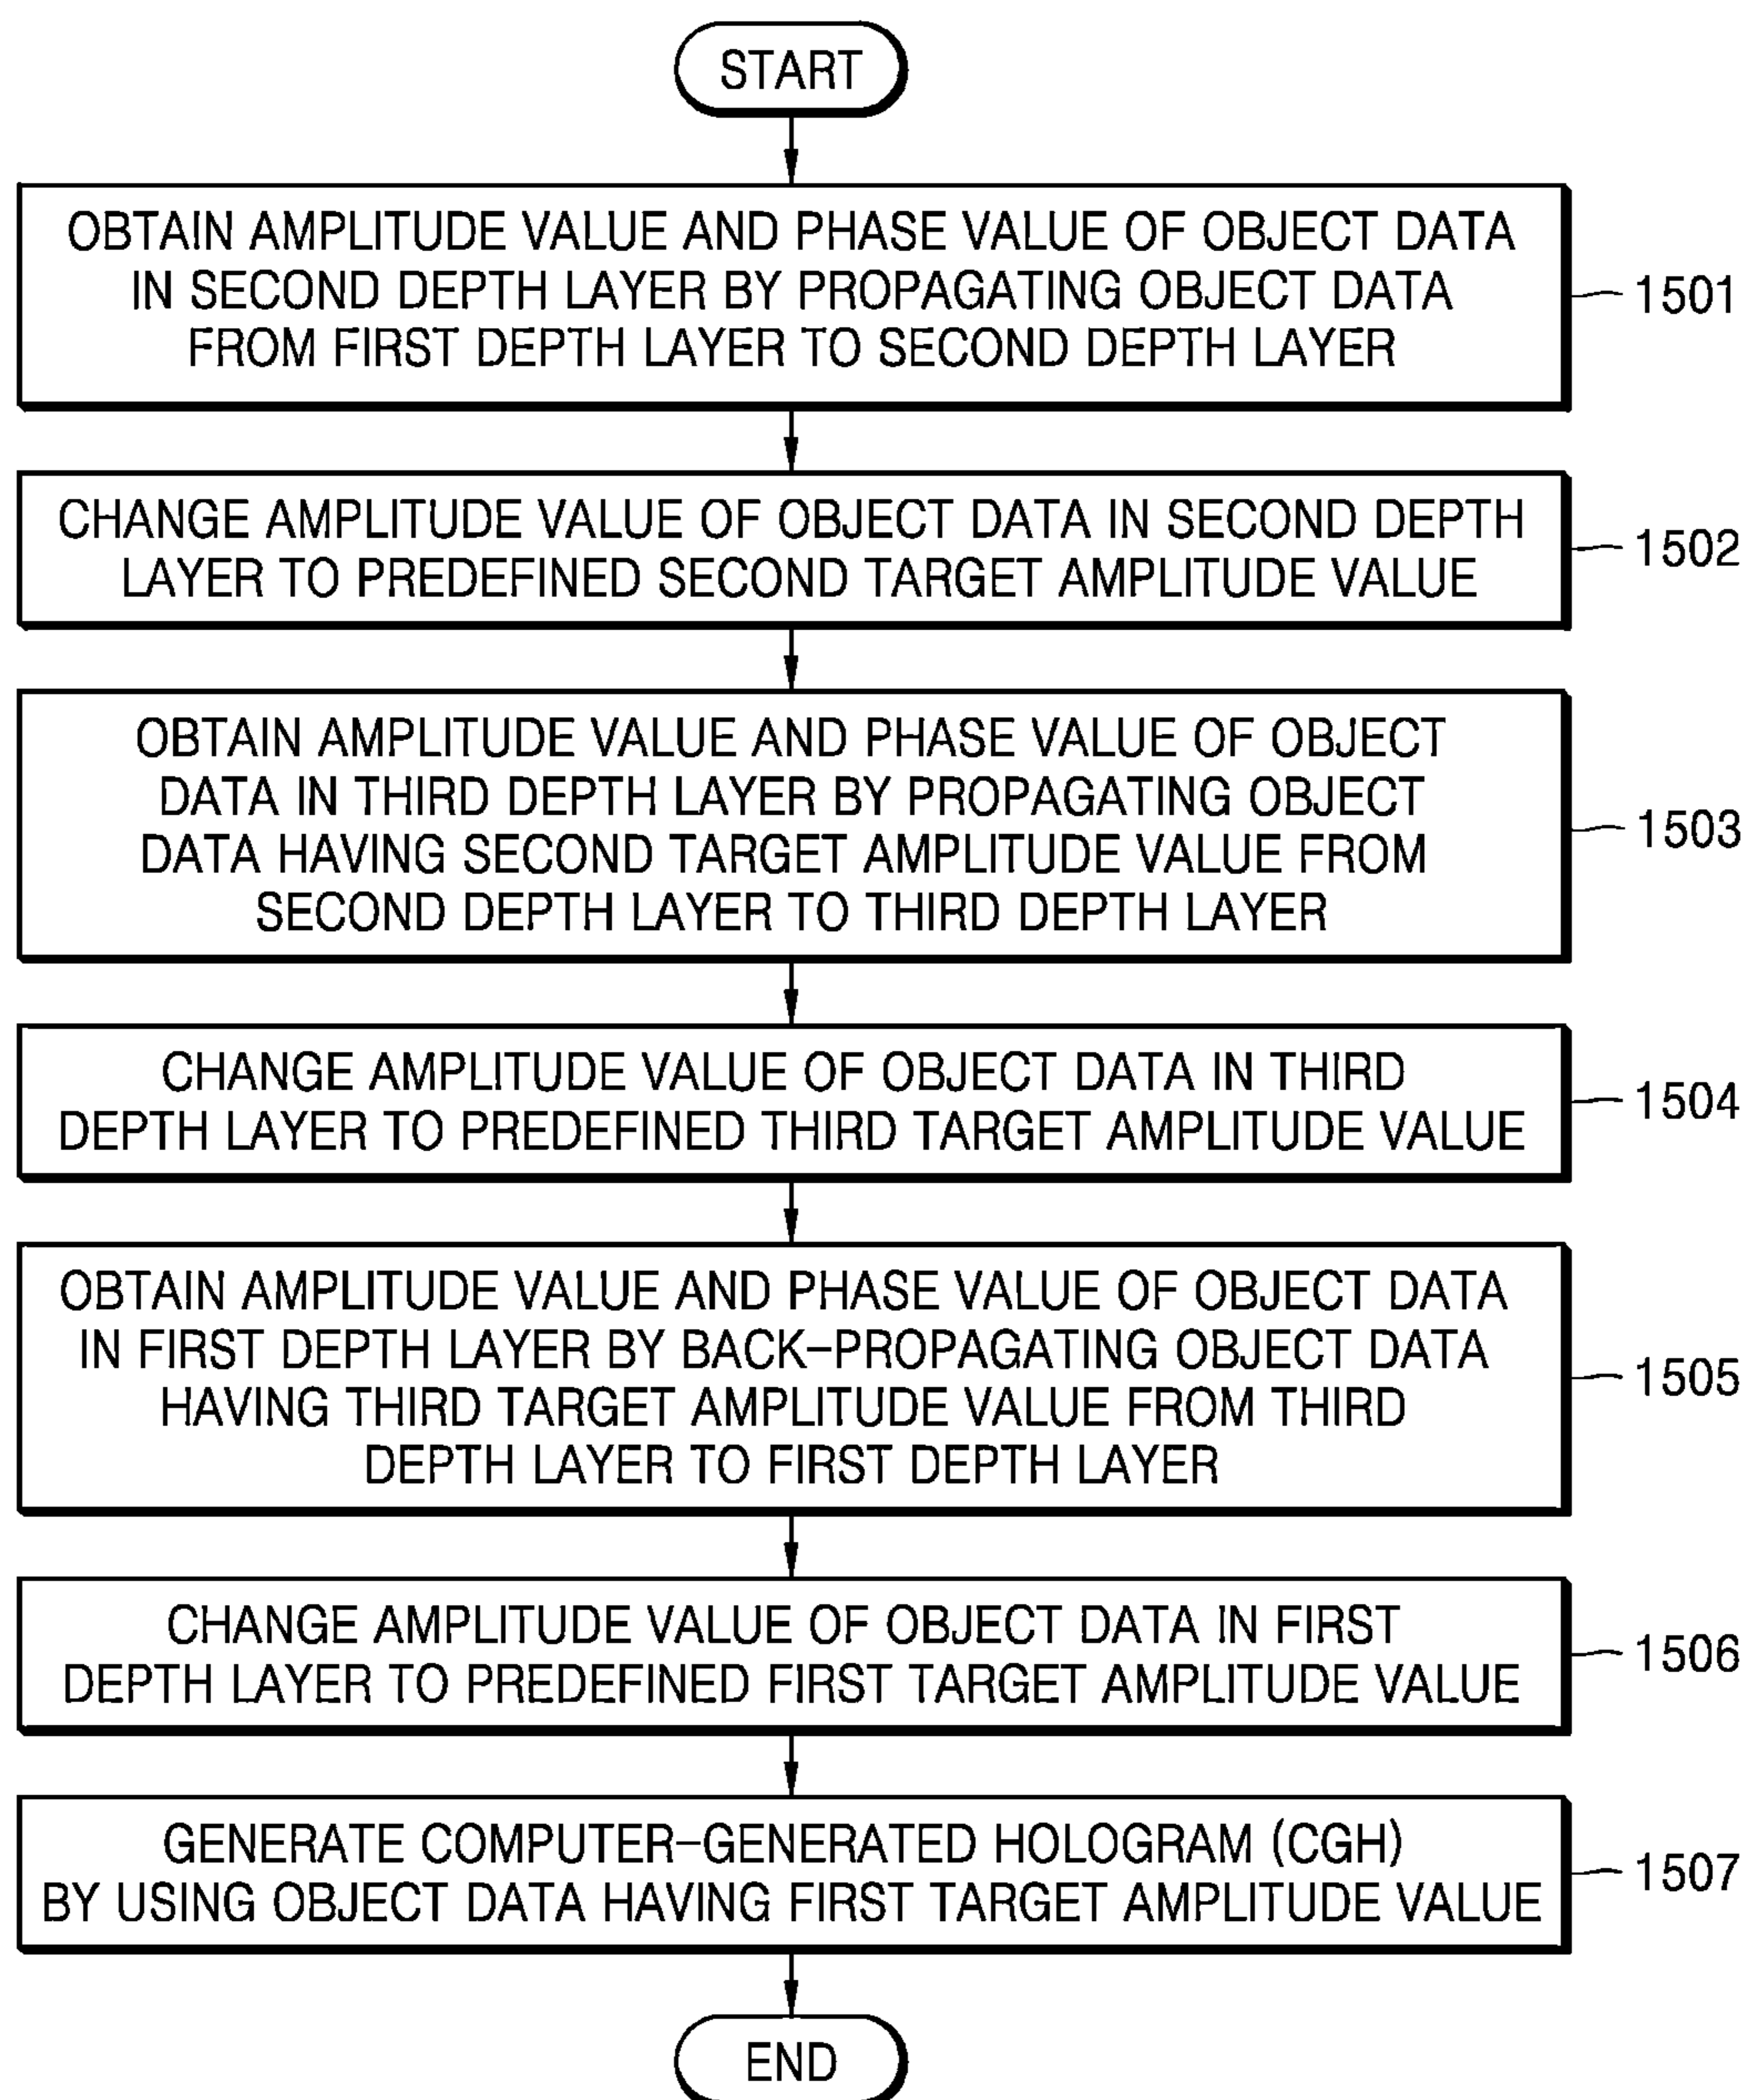 START
OBTAIN AMPLITUDE VALUE AND PHASE VALUE OF OBJECT DATA
IN SECOND DEPTH LAYER BY PROPAGATING OBJECT DATA
FROM FIRST DEPTH LAYER TO SECOND DEPTH LAYER
1501
CHANGE AMPLITUDE VALUE OF OBJECT DATA IN SECOND DEPTH
LAYER TO PREDEFINED SECOND TARGET AMPLITUDE VALUE
1502
OBTAIN AMPLITUDE VALUE AND PHASE VALUE OF OBJECT
DATA IN THIRD DEPTH LAYER BY PROPAGATING OBJECT
DATA HAVING SECOND TARGET AMPLITUDE VALUE FROM
SECOND DEPTH LAYER TO THIRD DEPTH LAYER
1503
CHANGE AMPLITUDE VALUE OF OBJECT DATA IN THIRD
DEPTH LAYER TO PREDEFINED THIRD TARGET AMPLITUDE VALUE
1504
OBTAIN AMPLITUDE VALUE AND PHASE VALUE OF OBJECT DATA
IN FIRST DEPTH LAYER BY BACK-PROPAGATING OBJECT DATA
HAVING THIRD TARGET AMPLITUDE VALUE FROM THIRD
DEPTH LAYER TO FIRST DEPTH LAYER
1505
CHANGE AMPLITUDE VALUE OF OBJECT DATA IN FIRST
DEPTH LAYER TO PREDEFINED FIRST TARGET AMPLITUDE VALUE
1506
GENERATE COMPUTER-GENERATED HOLOGRAM (CGH)
BY USING OBJECT DATA HAVING FIRST TARGET AMPLITUDE VALUE
1507
END